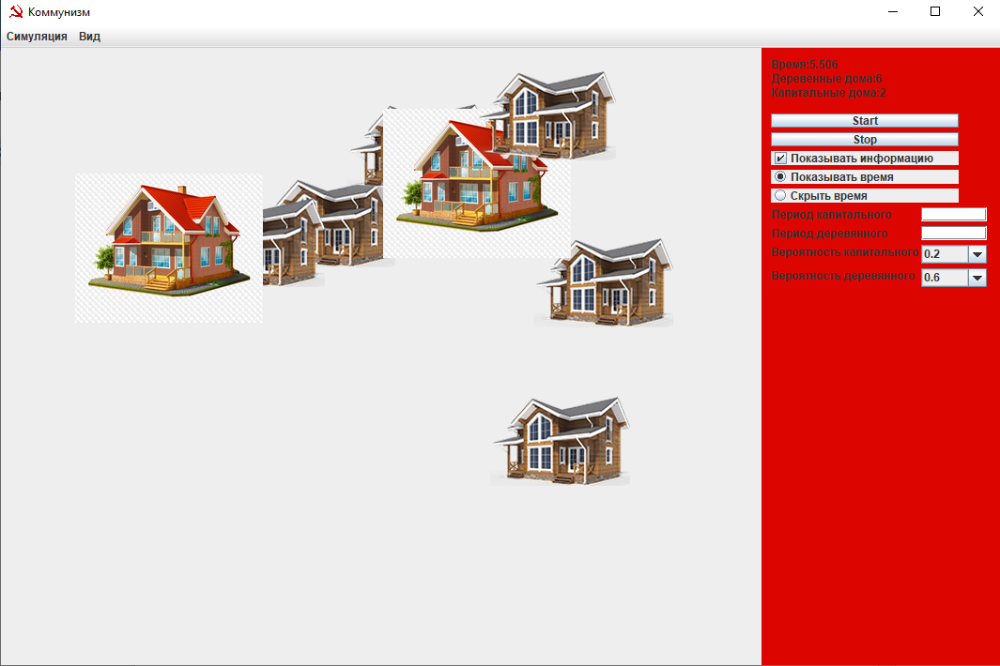 Коммунизм
Симуляция Вид
Время:5.506
Деревенные дома:6
Капитальные дома:2
Start
Stop
Показывать информацию
Показывать время
Скрыть время
Период капитального
Период деревянного
Вероятность капитального 0.2
Вероятность деревянного 0.6